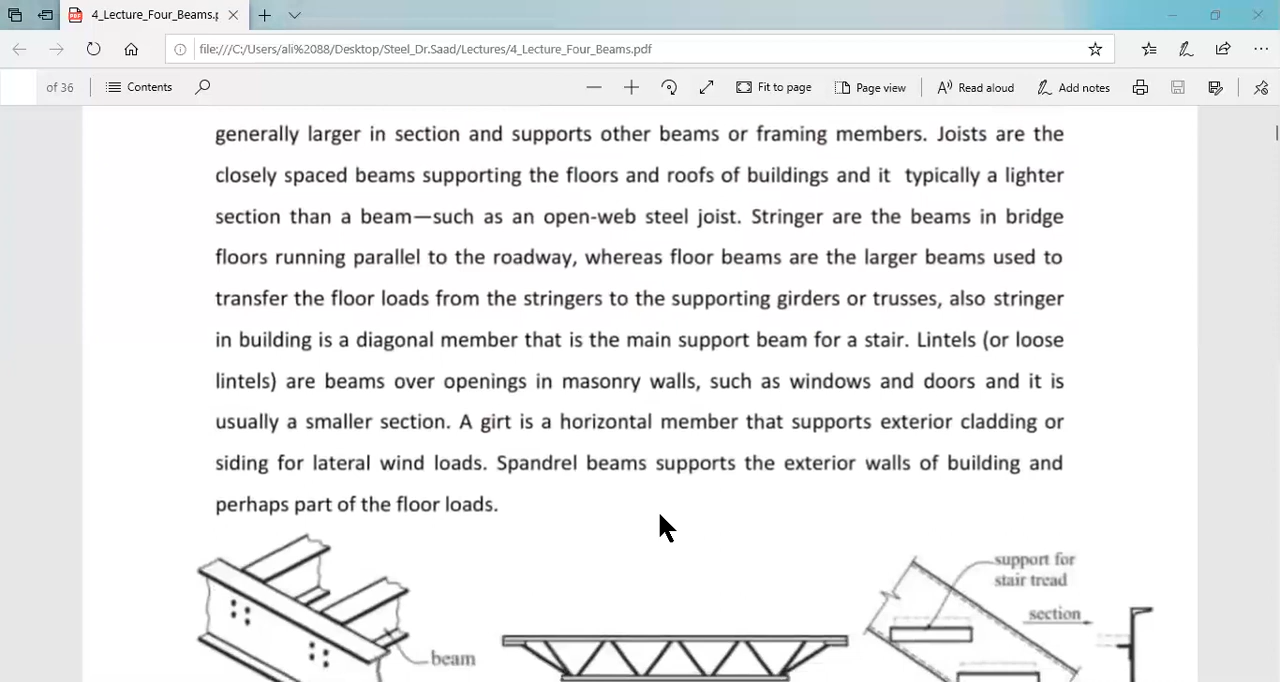 4_Lecture_Four_Beams.p
file:///C:/Users/ali%2088/Desktop/Steel_Dr.Saad/Lectures/4_Lecture_Four_Beams.pdf
of 36 Contents Fit to page Page view Read aloud Add notes
generally larger in section and supports other beams or framing members. Joists are the
closely spaced beams supporting the floors and roofs of buildings and it typically a lighter
section than a beam—such as an open-web steel joist. Stringer are the beams in bridge
floors running parallel to the roadway, whereas floor beams are the larger beams used to
transfer the floor loads from the stringers to the supporting girders or trusses, also stringer
in building is a diagonal member that is the main support beam for a stair. Lintels (or loose
lintels) are beams over openings in masonry walls, such as windows and doors and it is
usually a smaller section. A girt is a horizontal member that supports exterior cladding or
siding for lateral wind loads. Spandrel beams supports the exterior walls of building and
perhaps part of the floor loads.
support for
stair tread
section
beam